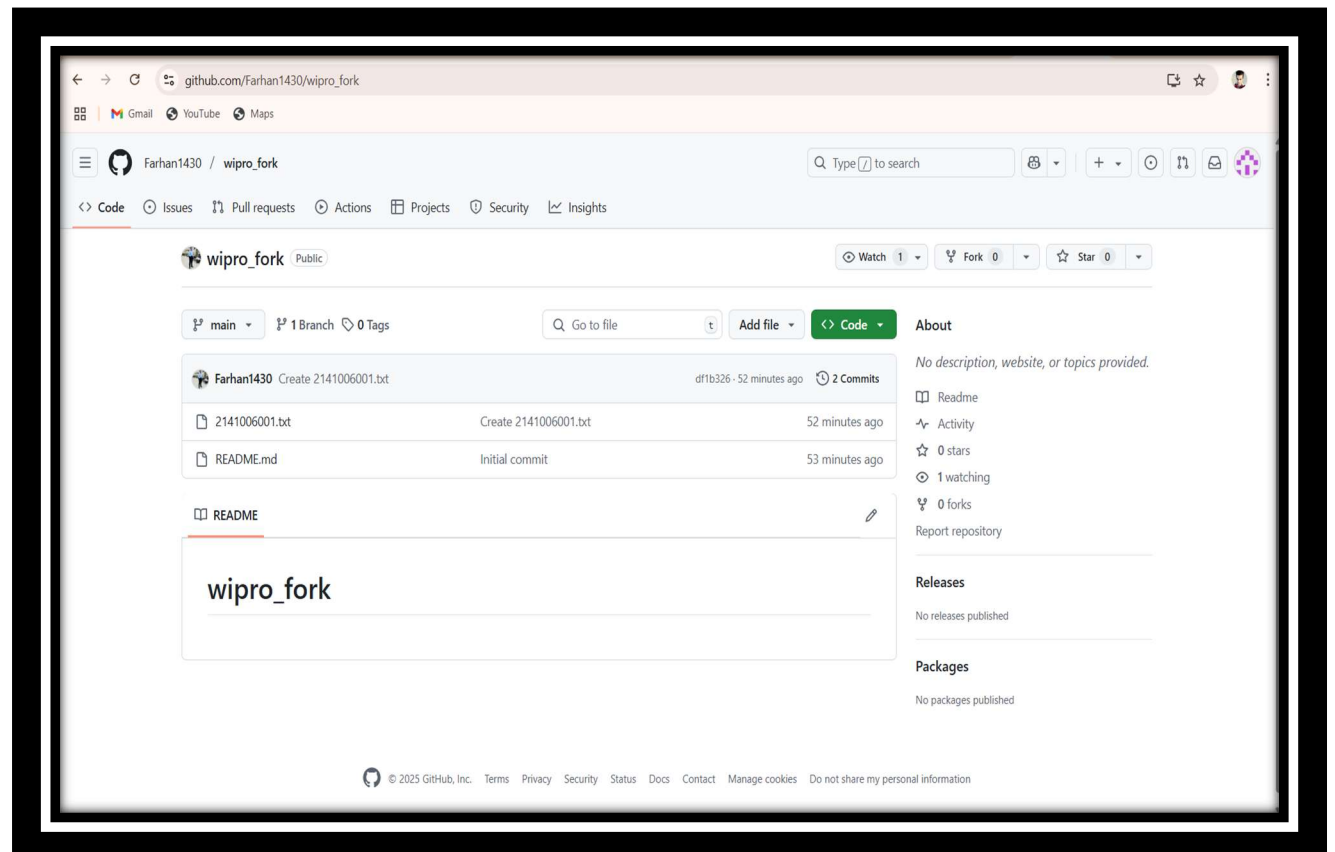 github.com/Farhan1430/wipro_fork
Gmail YouTube Maps
Farhan1430 / wipro_fork Type / to search
Code Issues Pull requests Actions Projects Security Insights
wipro_fork Public Watch 1 Fork 0 Star 0
main 1 Branch 0 Tags Go to file t Add file Code
About
Farhan1430 Create 2141006001.txt df1b326 · 52 minutes ago 2 Commits
No description, website, or topics provided.
2141006001.txt Create 2141006001.txt 52 minutes ago
README.md Initial commit 53 minutes ago
Readme
Activity
0 stars
1 watching
0 forks
Report repository
README
wipro_fork
Releases
No releases published
Packages
No packages published
© 2025 GitHub, Inc. Terms Privacy Security Status Docs Contact Manage cookies Do not share my personal information